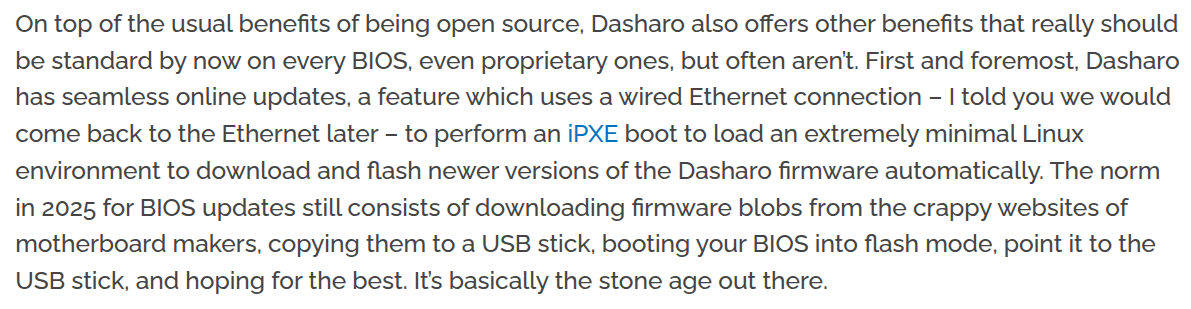 On top of the usual benefits of being open source, Dasharo also offers other benefits that really should
be standard by now on every BIOS, even proprietary ones, but often aren’t. First and foremost, Dasharo
has seamless online updates, a feature which uses a wired Ethernet connection – I told you we would
come back to the Ethernet later – to perform an iPXE boot to load an extremely minimal Linux
environment to download and flash newer versions of the Dasharo firmware automatically. The norm
in 2025 for BIOS updates still consists of downloading firmware blobs from the crappy websites of
motherboard makers, copying them to a USB stick, booting your BIOS into flash mode, point it to the
USB stick, and hoping for the best. It’s basically the stone age out there.